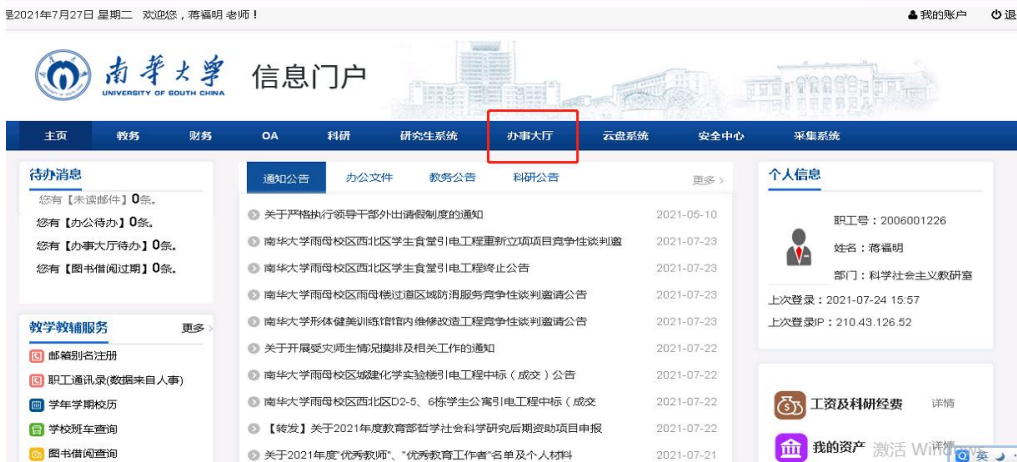 是2021年7月27日 星期二 欢迎您，蒋福明 老师！ 我的账户 退
南华大学 信息门户
UNIVERSITY OF SOUTH CHINA
主页 教务 财务 OA 科研 研究生系统 办事大厅 云盘系统 安全中心 采集系统
待办消息
您有【未读邮件】0条。
您有【办公待办】0条。
您有【办事大厅待办】0条。
您有【图书借阅过期】0条。
教学教辅服务 更多
邮箱别名注册
职工通讯录(数据来自人事)
学年学期校历
学校班车查询
图书借阅查询
通知公告 办公文件 教务公告 科研公告 更多
关于严格执行领导干部外出请假制度的通知 2021-05-10
南华大学雨母校区西北区学生食堂引电工程重新立项项目竞争性谈判邀 2021-07-23
南华大学雨母校区西北区学生食堂引电工程终止公告 2021-07-23
南华大学雨母校区雨母楼过道区域防滑服务竞争性谈判邀请公告 2021-07-23
南华大学形体健美训练馆馆内维修改造工程竞争性谈判邀请公告 2021-07-23
关于开展受灾师生情况摸排及相关工作的通知 2021-07-22
南华大学雨母校区城建化学实验楼引电工程中标（成交）公告 2021-07-22
南华大学雨母校区西北区D2-5、6栋学生公寓引电工程中标（成交 2021-07-22
【转发】关于2021年度教育部哲学社会科学研究后期资助项目申报 2021-07-22
关于2021年度"优秀教师"、"优秀教育工作者"名单及个人材料 2021-07-21
个人信息
职工号：2006001226
姓名：蒋福明
部门：科学社会主义教研室
上次登录：2021-07-24 15:57
上次登录IP：210.43.126.52
工资及科研经费 详情
我的资产 详情
激活 Windows
英